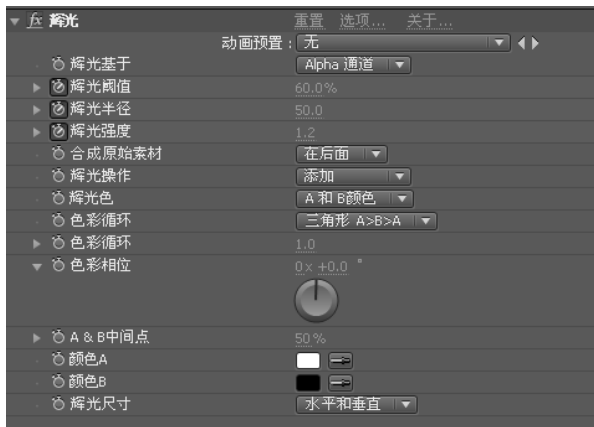 fx 辉光 重置 选项... 关于...
动画预置: 无
辉光基于 Alpha 通道
辉光阈值 60.0%
辉光半径 50.0
辉光强度 1.2
合成原始素材 在后面
辉光操作 添加
辉光色 A 和 B颜色
色彩循环 三角形 A>B>A
色彩循环 1.0
色彩相位 0x +0.0 °
A & B中间点 50%
颜色A
颜色B
辉光尺寸 水平和垂直